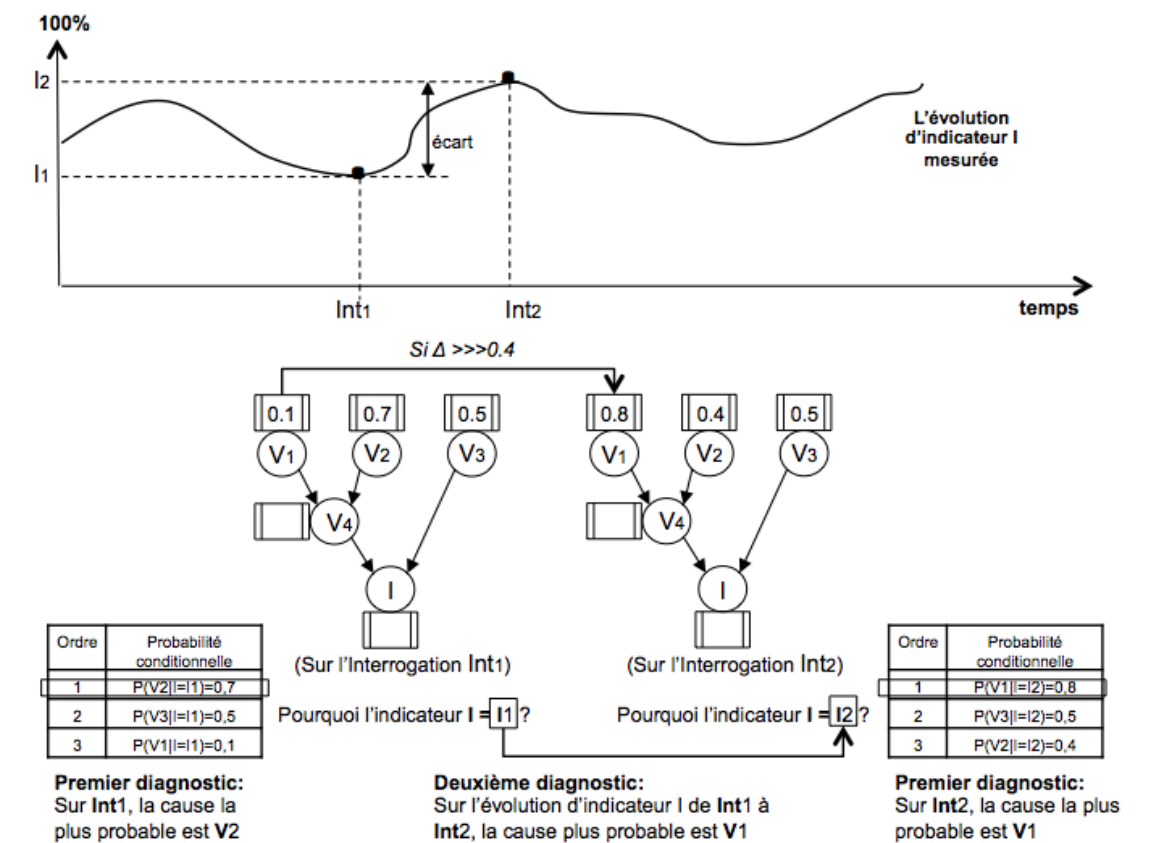 100%
I2
écart
L'évolution
d'indicateur I
mesurée
I1
Int1
Int2
temps
Si Δ >>>0.4
0.1
0.7
0.5
0.8
0.4
0.5
V1
V2
V3
V1
V2
V3
V4
V4
I
I
Ordre
Probabilité
conditionnelle
1
P(V2|I=I1)=0,7
2
P(V3|I=I1)=0,5
3
P(V1|I=I1)=0,1
(Sur l'Interrogation Int1)
(Sur l'Interrogation Int2)
Pourquoi l'indicateur I = I1 ?
Pourquoi l'indicateur I = I2 ?
Ordre
Probabilité
conditionnelle
1
P(V1|I=I2)=0,8
2
P(V3|I=I2)=0,5
3
P(V2|I=I2)=0,4
Premier diagnostic:
Sur Int1, la cause la
plus probable est V2
Deuxième diagnostic:
Sur l'évolution d'indicateur I de Int1 à
Int2, la cause plus probable est V1
Premier diagnostic:
Sur Int2, la cause la plus
probable est V1